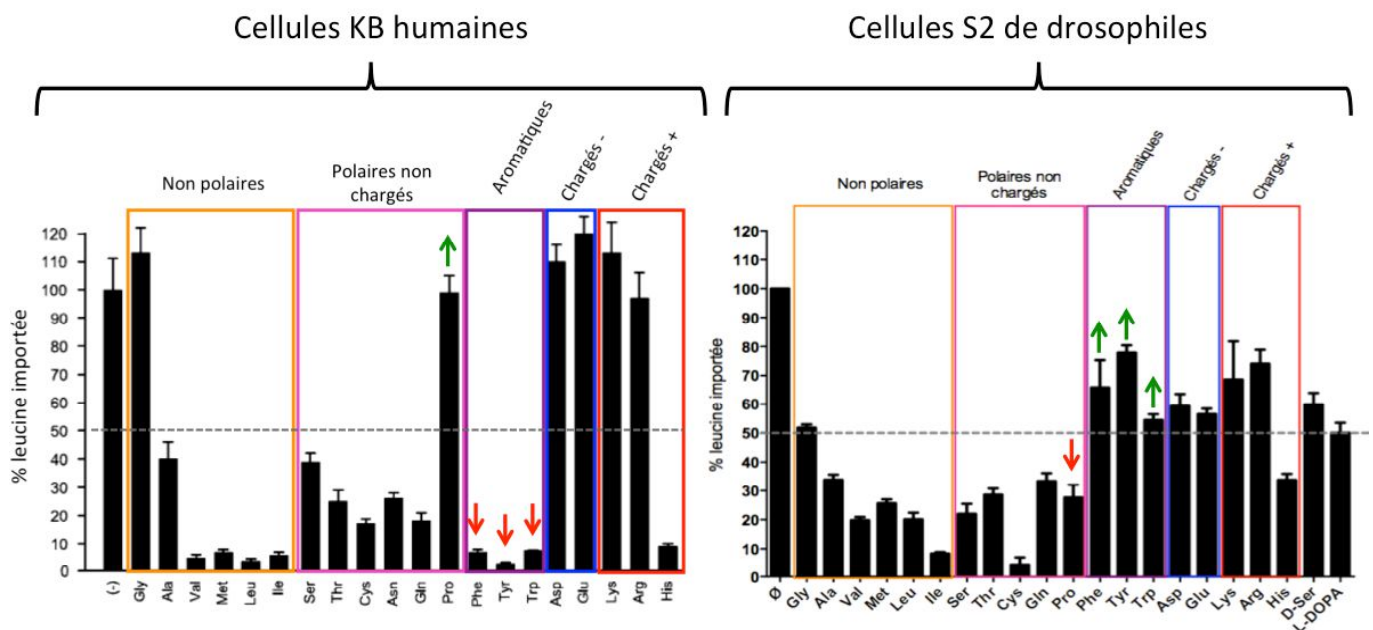 Cellules KB humaines
Cellules S2 de drosophiles
Non polaires
Polaires non
chargés
Aromatiques
Chargés -
Chargés +
% leucine importée
120
110
100
90
80
70
60
50
40
30
20
10
0
(-)
Gly
Ala
Val
Met
Leu
Ile
Ser
Thr
Cys
Asn
Gln
Pro
Phe
Tyr
Trp
Asp
Glu
Lys
Arg
His
Non polaires
Polaires non
chargés
Aromatiques
Chargés -
Chargés +
% leucine importée
120
110
100
90
80
70
60
50
40
30
20
10
0
Ø
Gly
Ala
Val
Met
Leu
Ile
Ser
Thr
Cys
Gln
Pro
Phe
Tyr
Trp
Asp
Glu
Lys
Arg
His
D-Ser
L-DOPA